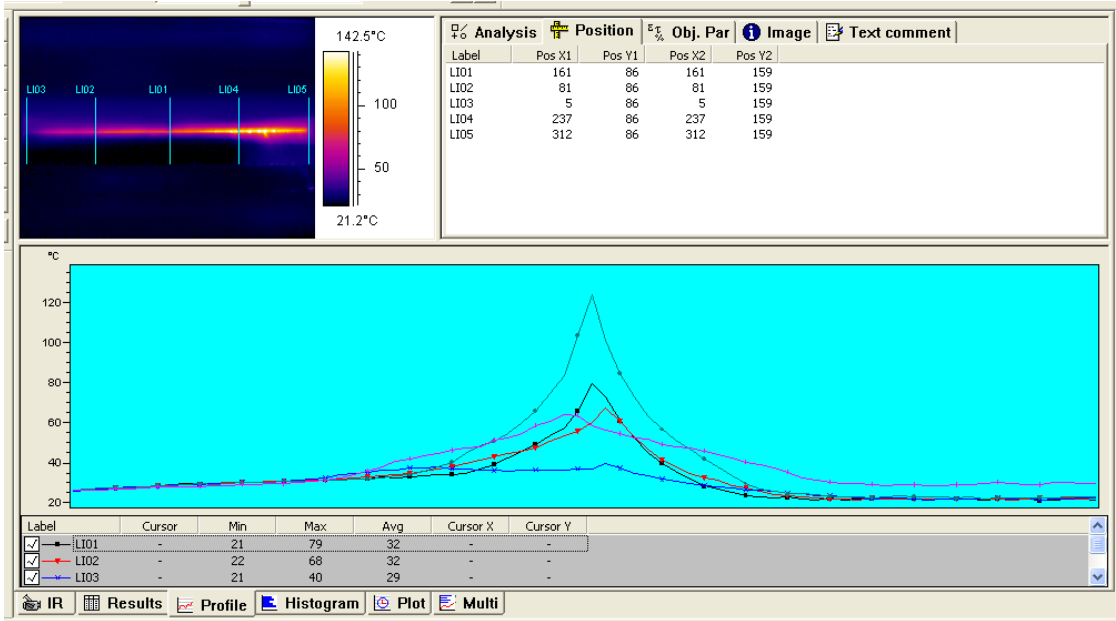 142.5°C
100
50
21.2°C
LI03 LI02 LI01 LI04 LI05
Analysis Position Obj. Par Image Text comment
Label Pos X1 Pos Y1 Pos X2 Pos Y2
LI01 161 86 161 159
LI02 81 86 81 159
LI03 5 86 5 159
LI04 237 86 237 159
LI05 312 86 312 159
°C
120
100
80
60
40
20
Label Cursor Min Max Avg Cursor X Cursor Y
LI01 - 21 79 32 - -
LI02 - 22 68 32 - -
LI03 - 21 40 29 - -
IR Results Profile Histogram Plot Multi